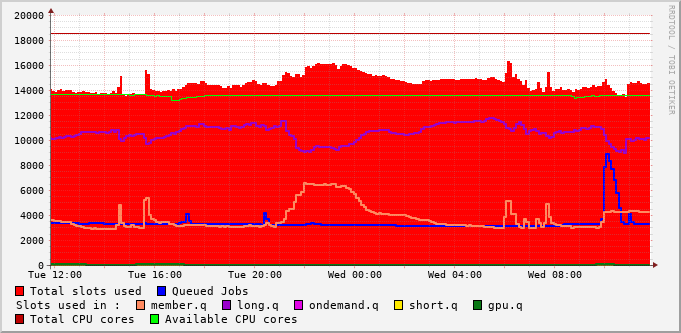 20000
18000
16000
14000
12000
10000
8000
6000
4000
2000
0
Tue 12:00 Tue 16:00 Tue 20:00 Wed 00:00 Wed 04:00 Wed 08:00
RRDTOOL / TOBI OETIKER
Total slots used Queued Jobs
Slots used in : member.q long.q ondemand.q short.q gpu.q
Total CPU cores Available CPU cores